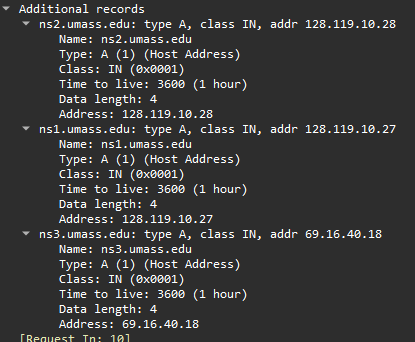 Additional records
ns2.umass.edu: type A, class IN, addr 128.119.10.28
Name: ns2.umass.edu
Type: A (1) (Host Address)
Class: IN (0x0001)
Time to live: 3600 (1 hour)
Data length: 4
Address: 128.119.10.28
ns1.umass.edu: type A, class IN, addr 128.119.10.27
Name: ns1.umass.edu
Type: A (1) (Host Address)
Class: IN (0x0001)
Time to live: 3600 (1 hour)
Data length: 4
Address: 128.119.10.27
ns3.umass.edu: type A, class IN, addr 69.16.40.18
Name: ns3.umass.edu
Type: A (1) (Host Address)
Class: IN (0x0001)
Time to live: 3600 (1 hour)
Data length: 4
Address: 69.16.40.18
[Request In: 10]